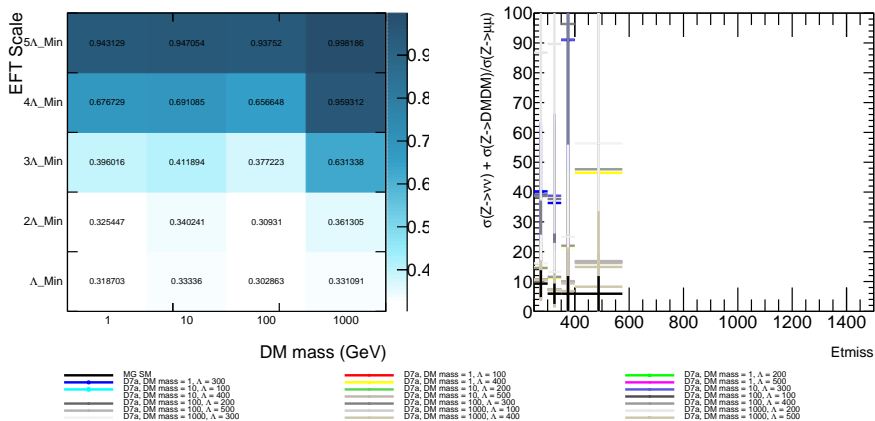 EFT Scale
5Λ_Min 0.943129 0.947054 0.93752 0.998186
4Λ_Min 0.676729 0.691085 0.656648 0.959312
3Λ_Min 0.396016 0.411894 0.377223 0.631338
2Λ_Min 0.325447 0.340241 0.30931 0.361305
Λ_Min 0.318703 0.33336 0.302863 0.331091
1 10 100 1000
DM mass (GeV)
0.9
0.8
0.7
0.6
0.5
0.4
σ(Z->νν) + σ(Z->DMDM)/σ(Z->μμ)
100
90
80
70
60
50
40
30
20
10
0
400 600 800 1000 1200 1400
Etmiss
MG SM
D7a, DM mass = 1, Λ = 100
D7a, DM mass = 1, Λ = 200
D7a, DM mass = 1, Λ = 300
D7a, DM mass = 1, Λ = 400
D7a, DM mass = 1, Λ = 500
D7a, DM mass = 10, Λ = 100
D7a, DM mass = 10, Λ = 200
D7a, DM mass = 10, Λ = 300
D7a, DM mass = 10, Λ = 400
D7a, DM mass = 10, Λ = 500
D7a, DM mass = 100, Λ = 100
D7a, DM mass = 100, Λ = 200
D7a, DM mass = 100, Λ = 300
D7a, DM mass = 100, Λ = 400
D7a, DM mass = 100, Λ = 500
D7a, DM mass = 1000, Λ = 100
D7a, DM mass = 1000, Λ = 200
D7a, DM mass = 1000, Λ = 300
D7a, DM mass = 1000, Λ = 400
D7a, DM mass = 1000, Λ = 500